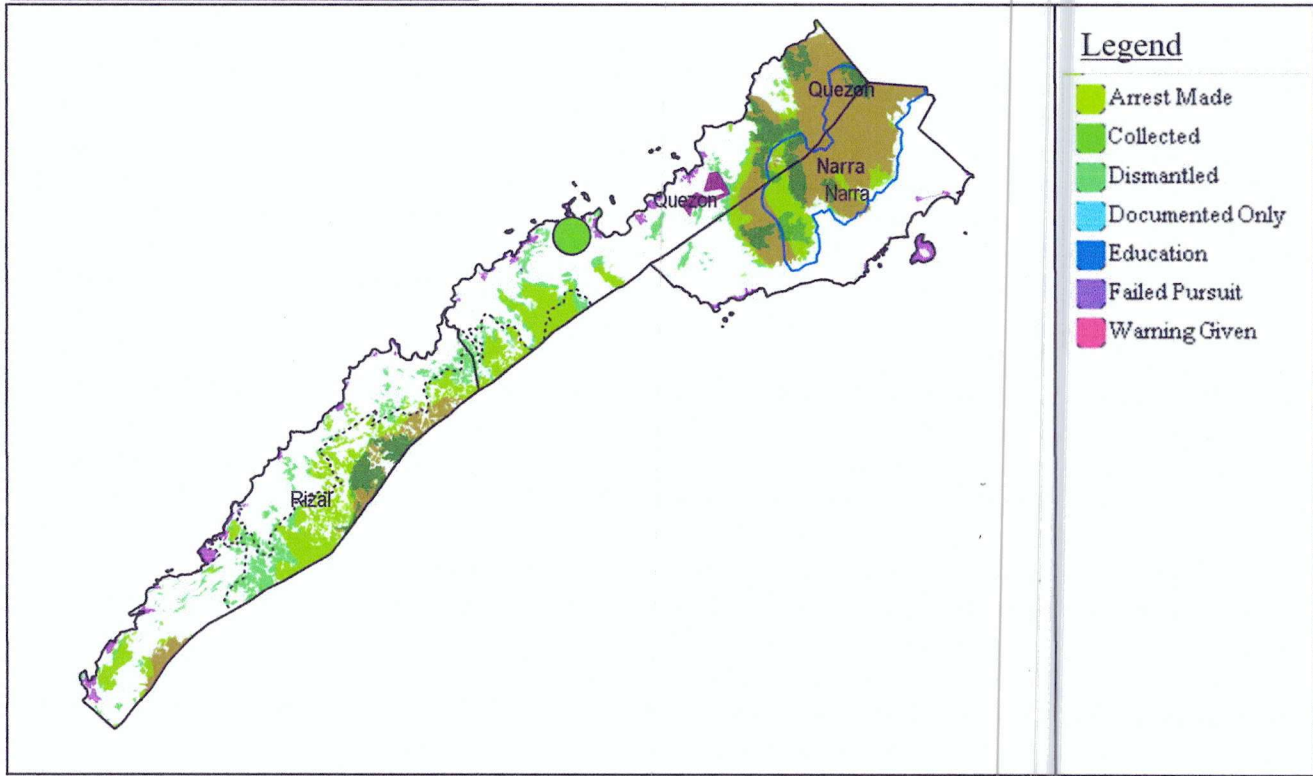 Quezon
Narra
Narra
Quezon
Rizal
Legend
Arrest Made
Collected
Dismantled
Documented Only
Education
Failed Pursuit
Warning Given